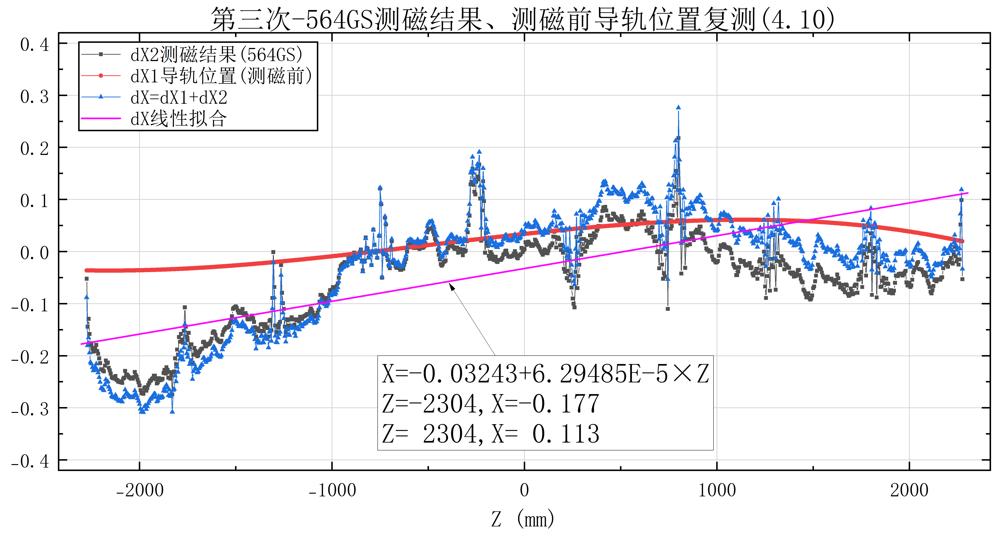 第三次-564GS测磁结果、测磁前导轨位置复测(4.10)
dX2测磁结果(564GS)
dX1导轨位置(测磁前)
dX=dX1+dX2
dX线性拟合
0.4
0.3
0.2
0.1
0.0
-0.1
-0.2
-0.3
-0.4
X=-0.03243+6.29485E-5×Z
Z=-2304,X=-0.177
Z= 2304,X= 0.113
-2000 -1000 0 1000 2000
Z (mm)